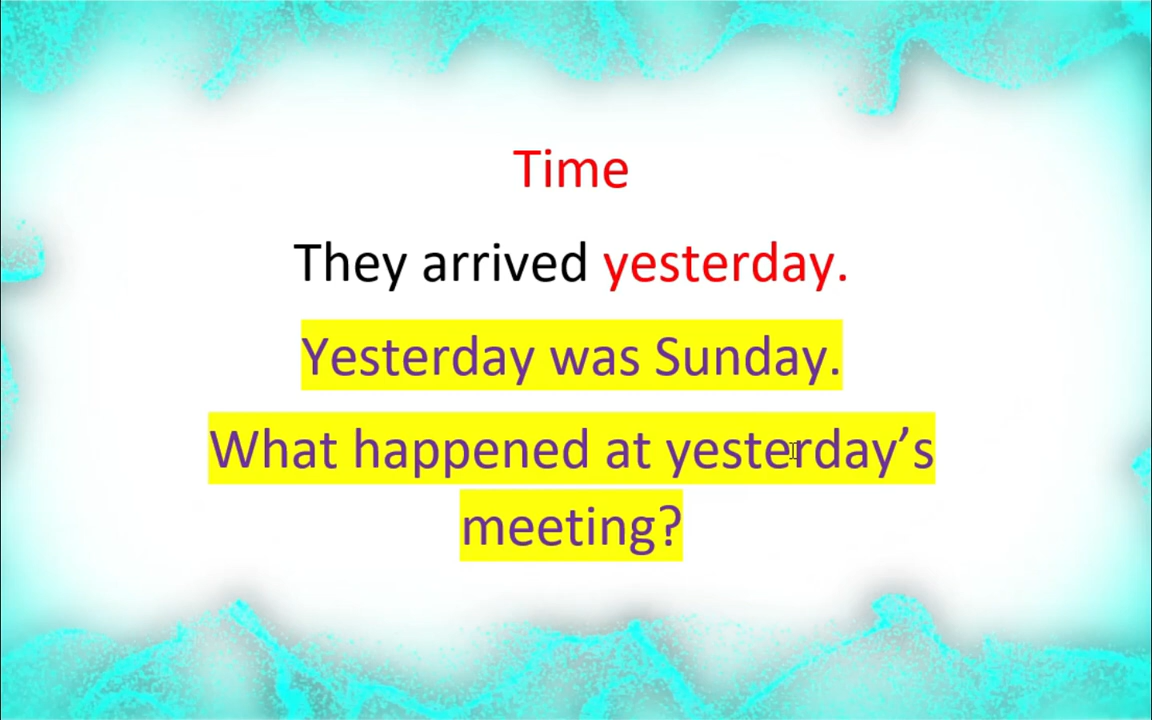 Time
They arrived yesterday.
Yesterday was Sunday.
What happened at yesterday’s
meeting?